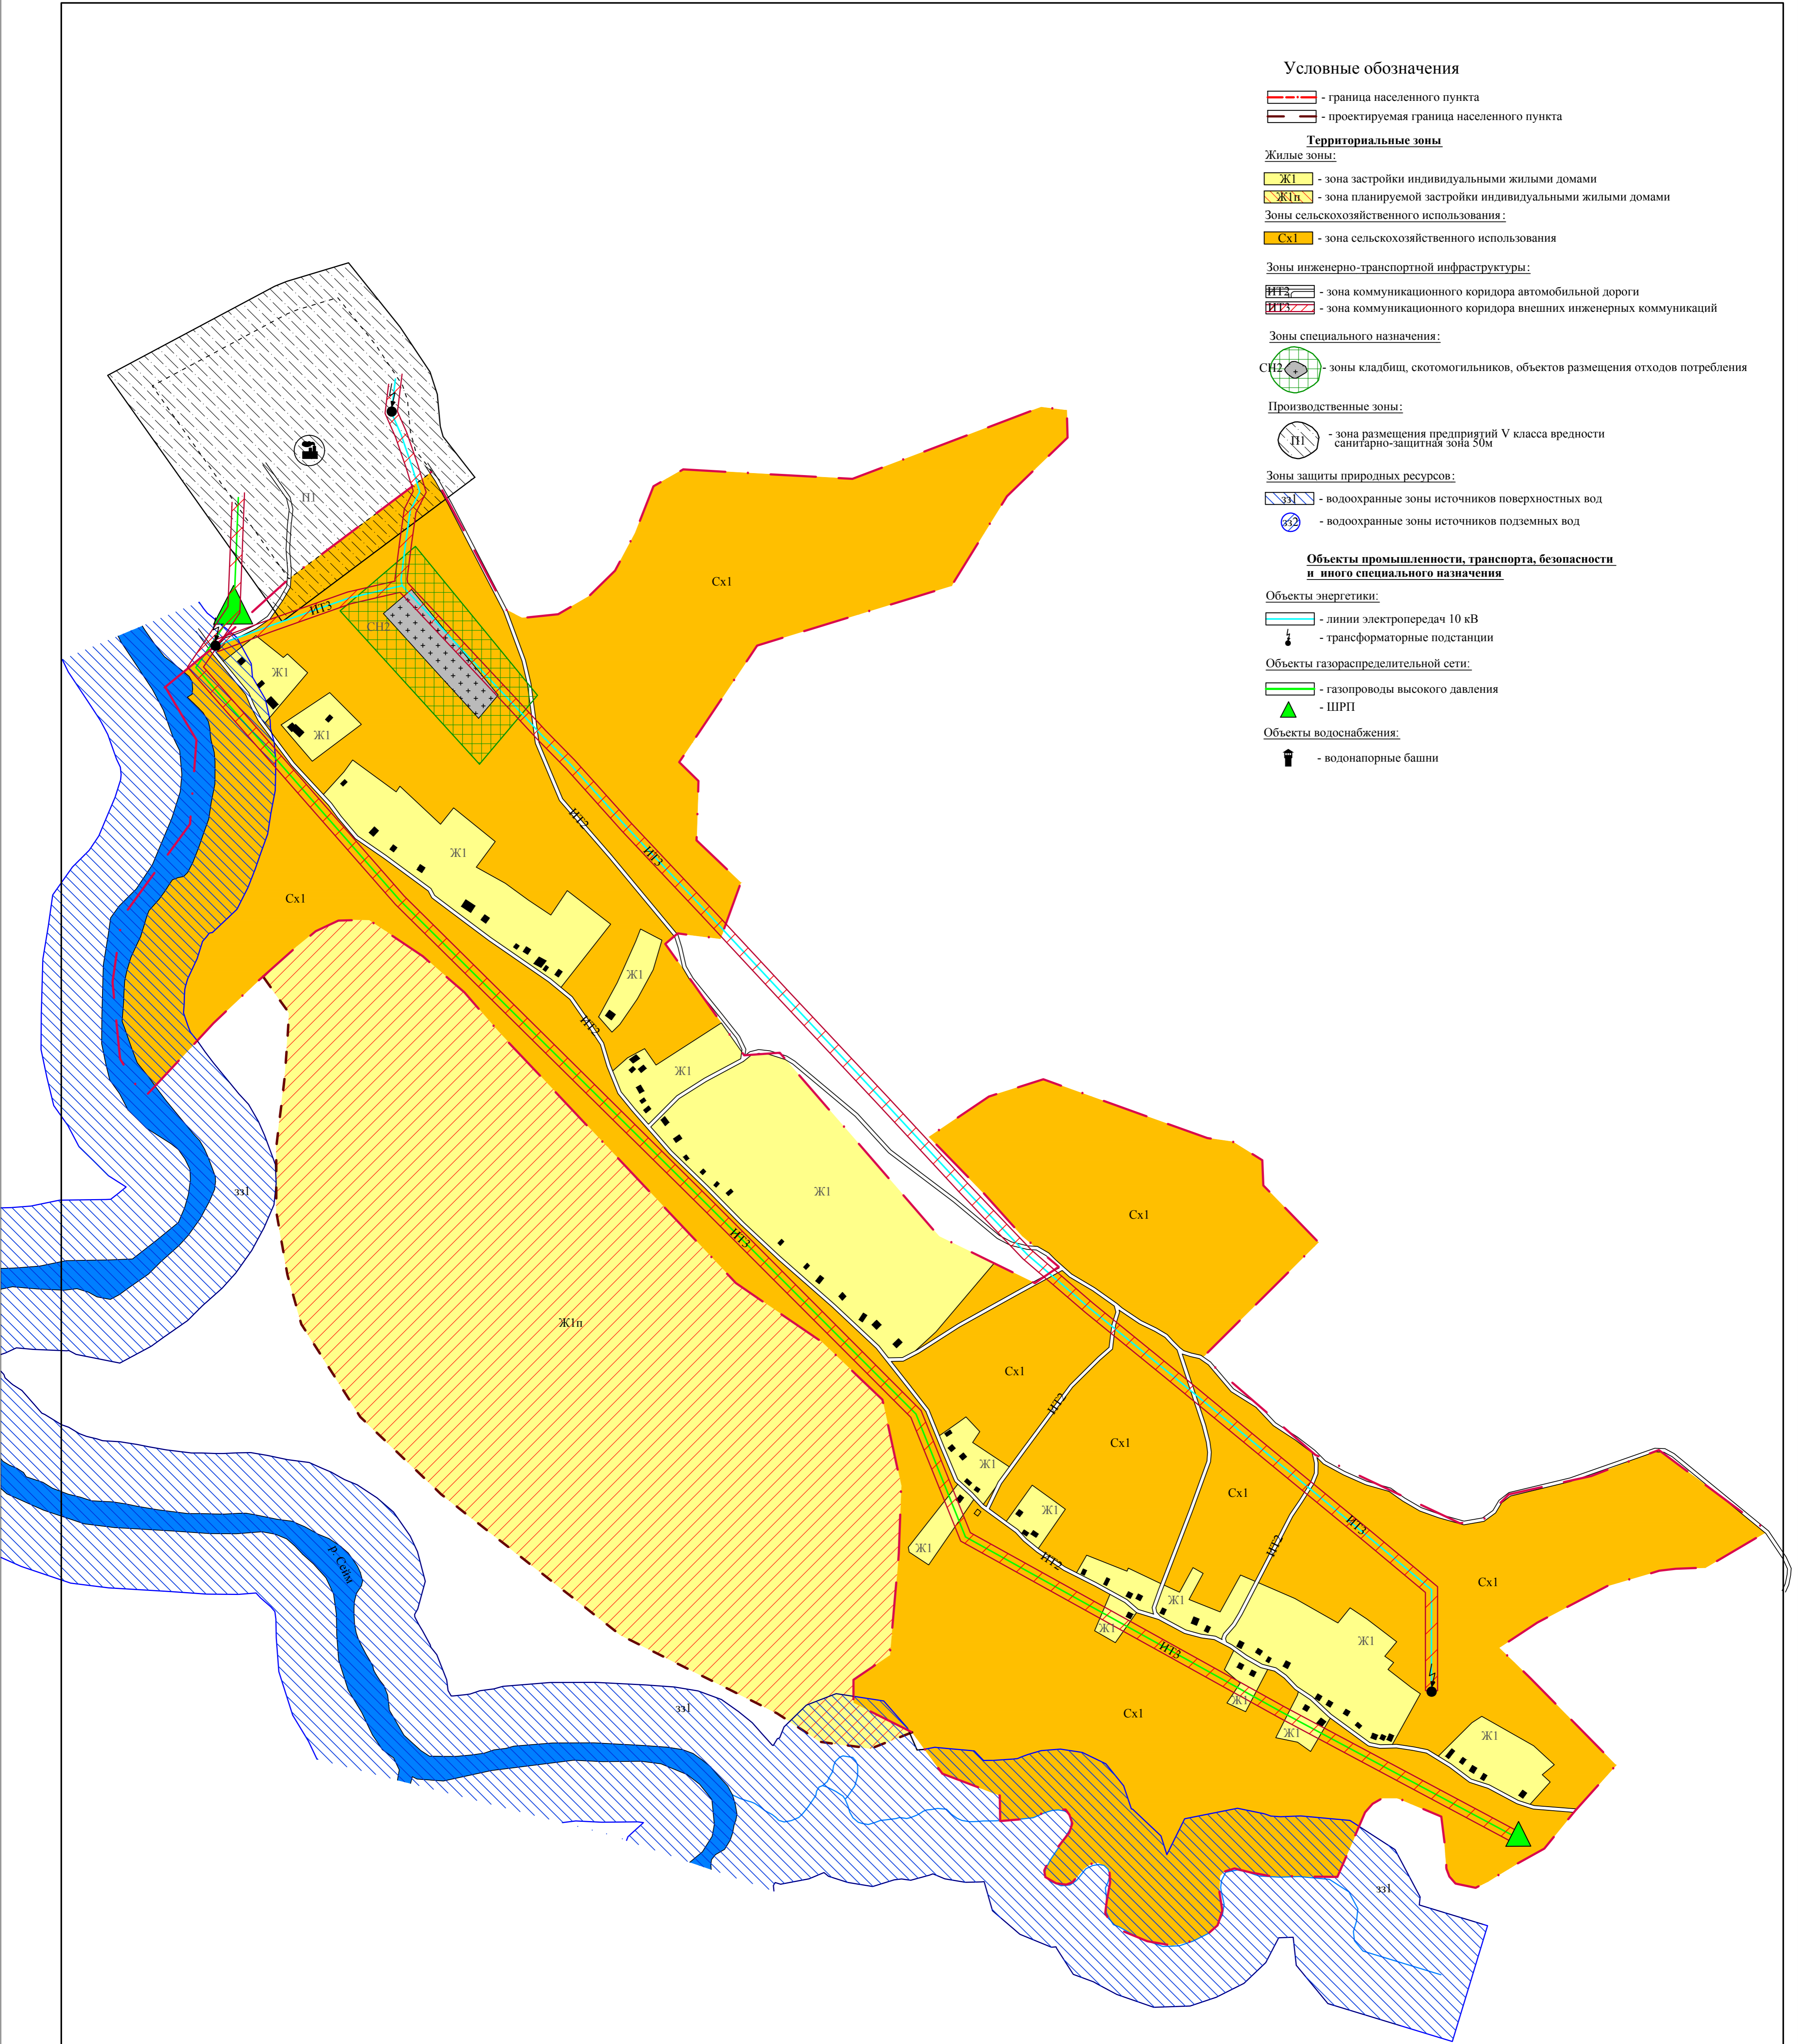 Условные обозначения
- граница населенного пункта
- проектируемая граница населенного пункта
Территориальные зоны
Жилые зоны:
Ж1 - зона застройки индивидуальными жилыми домами
Ж1п - зона планируемой застройки индивидуальными жилыми домами
Зоны сельскохозяйственного использования:
Сх1 - зона сельскохозяйственного использования
Зоны инженерно-транспортной инфраструктуры:
ИТ2 - зона коммуникационного коридора автомобильной дороги
ИТ3 - зона коммуникационного коридора внешних инженерных коммуникаций
Зоны специального назначения:
СН2 - зоны кладбищ, скотомогильников, объектов размещения отходов потребления
Производственные зоны:
П1 - зона размещения предприятий V класса вредности
санитарно-защитная зона 50м
Зоны защиты природных ресурсов:
зз1 - водоохранные зоны источников поверхностных вод
зз2 - водоохранные зоны источников подземных вод
Объекты промышленности, транспорта, безопасности
и иного специального назначения
Объекты энергетики:
- линии электропередач 10 кВ
- трансформаторные подстанции
Объекты газораспределительной сети:
- газопроводы высокого давления
- ШРП
Объекты водоснабжения:
- водонапорные башни
П1
Сх1
ИТ3
СН2
Ж1
Ж1
ИТ2
ИТ3
Ж1
Сх1
Ж1
ИТ2
Ж1
Ж1
зз1
Сх1
ИТ3
Ж1п
Сх1
ИТ2
Сх1
Ж1
Сх1
Ж1
ИТ3
Ж1
ИТ2
ИТ2
р. Сейм
Сх1
Ж1
Ж1
Ж1
ИТ3
Ж1
зз1
Сх1
Ж1
Ж1
зз1